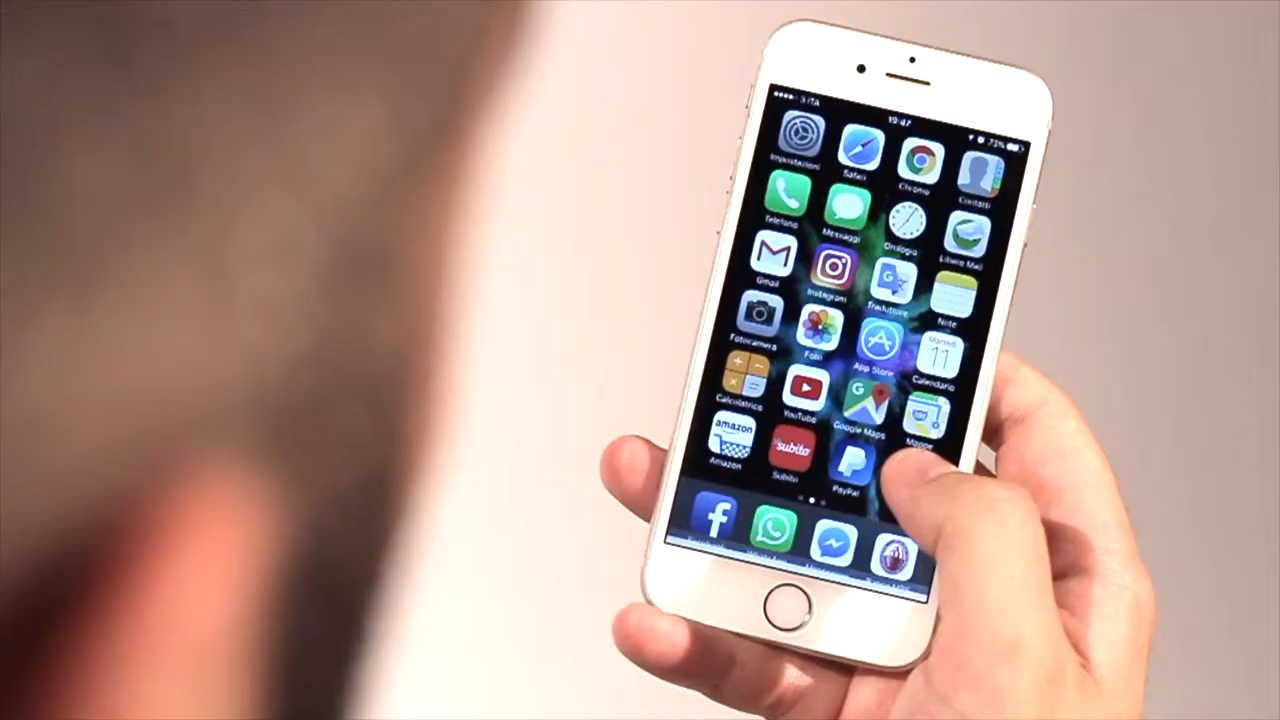 3 ITA 19:47 73%
Impostazioni Safari Chrome Contatti
Telefono Messaggi Orologio Libero Mail
Gmail Instagram Traduttore Note
Fotocamera Foto App Store Martedì 11 Calendario
Calcolatrice YouTube Google Maps Mappe
amazon subito
Amazon Subito PayPal